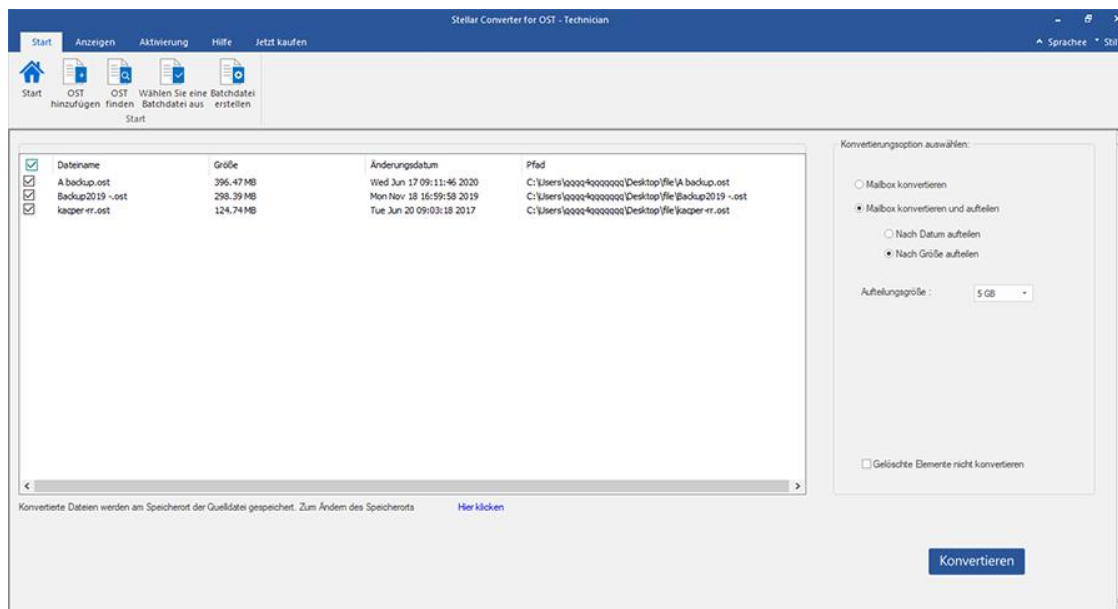 Stellar Converter for OST - Technician
Start Anzeigen Aktivierung Hilfe Jetzt kaufen Sprachee Stil
Start OST hinzufügen OST finden Wählen Sie eine Batchdatei aus Batchdatei erstellen
Start
Dateiname Größe Änderungsdatum Pfad
A backup.ost 396.47 MB Wed Jun 17 09:11:46 2020 C:\Users\qqqq4qqqqqqq\Desktop\file\A backup.ost
Backup2019 -.ost 298.39 MB Mon Nov 18 16:59:58 2019 C:\Users\qqqq4qqqqqqq\Desktop\file\Backup2019 -.ost
kacper-rr.ost 124.74 MB Tue Jun 20 09:03:18 2017 C:\Users\qqqq4qqqqqqq\Desktop\file\kacper-rr.ost
Konvertierungsoption auswählen:
Mailbox konvertieren
Mailbox konvertieren und aufteilen
Nach Datum aufteilen
Nach Größe aufteilen
Aufteilungsgröße : 5 GB
Gelöschte Elemente nicht konvertieren
Konvertierte Dateien werden am Speicherort der Quelldatei gespeichert. Zum Ändern des Speicherorts Hier klicken
Konvertieren